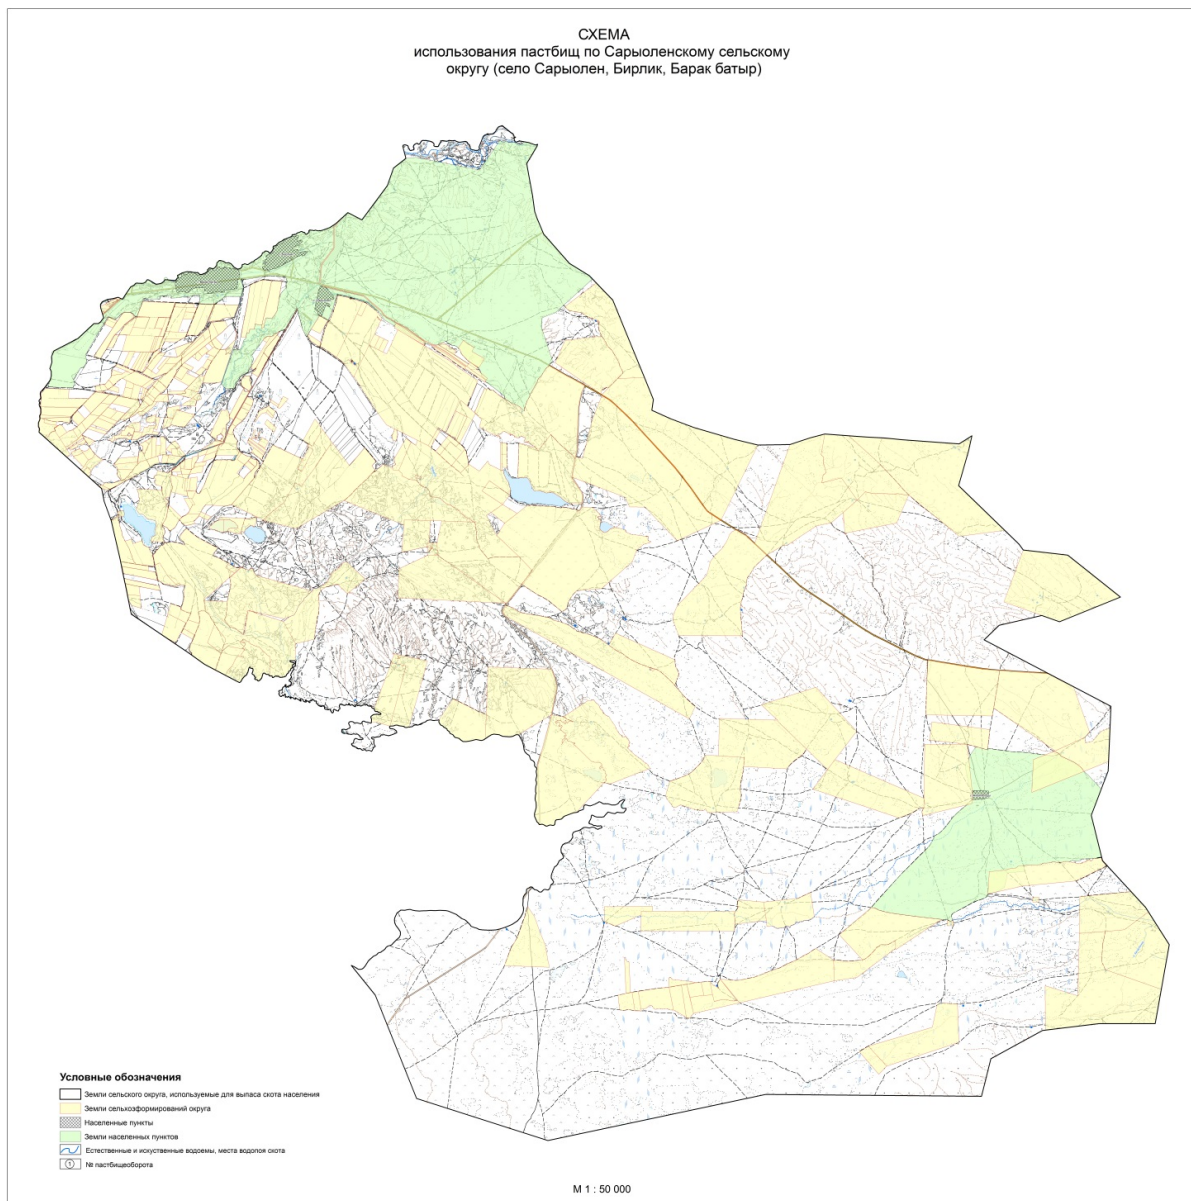 СХЕМА
использования пастбищ по Сарыоленскому сельскому
округу (село Сарыолен, Бирлик, Барак батыр)
Условные обозначения
Земли сельского округа, используемые для выпаса скота населения
Земли сельхозформирований округа
Населенные пункты
Земли населенных пунктов
Естественные и искуственные водоемы, места водопоя скота
1 № пастбищеоборота
М 1 : 50 000